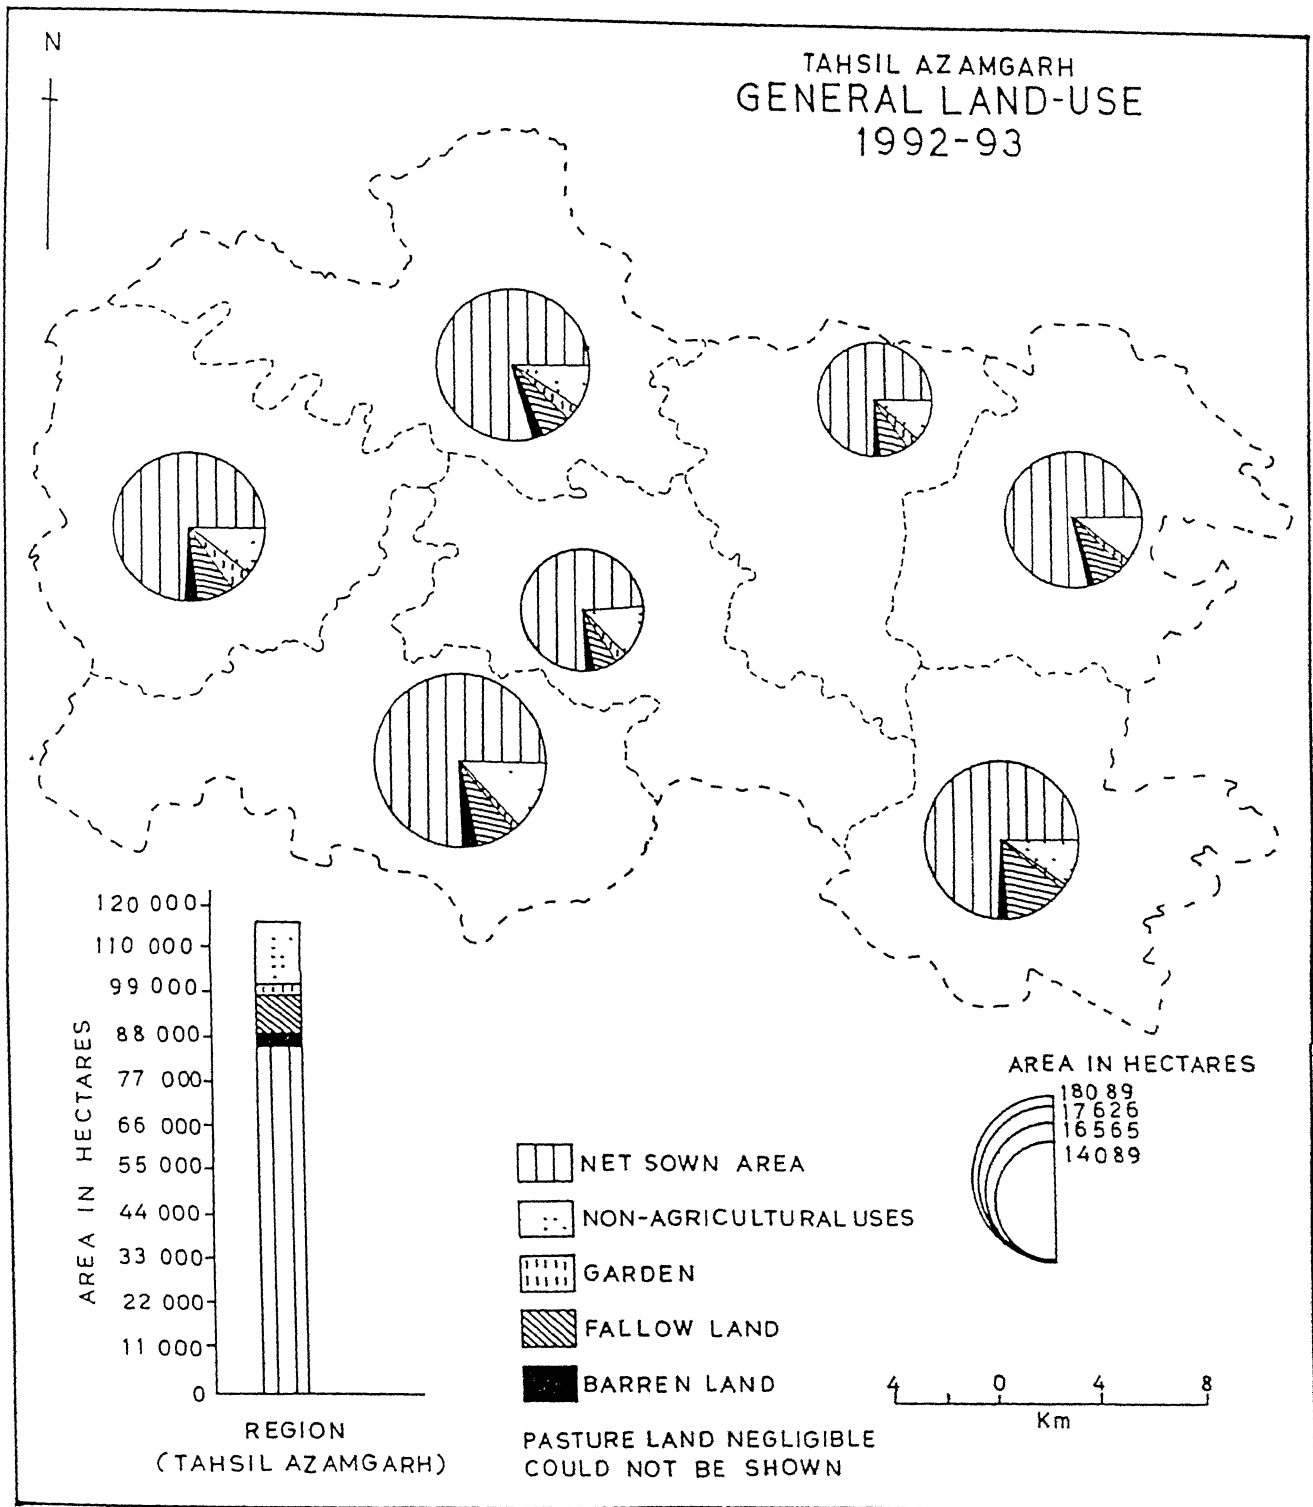 N
TAHSIL AZAMGARH
GENERAL LAND-USE
1992-93
120 000
110 000
99 000
88 000
77 000
66 000
55 000
44 000
33 000
22 000
11 000
0
AREA IN HECTARES
REGION
(TAHSIL AZAMGARH)
NET SOWN AREA
NON-AGRICULTURAL USES
GARDEN
FALLOW LAND
BARREN LAND
PASTURE LAND NEGLIGIBLE
COULD NOT BE SHOWN
AREA IN HECTARES
18089
17626
16565
14089
4 0 4 8
Km